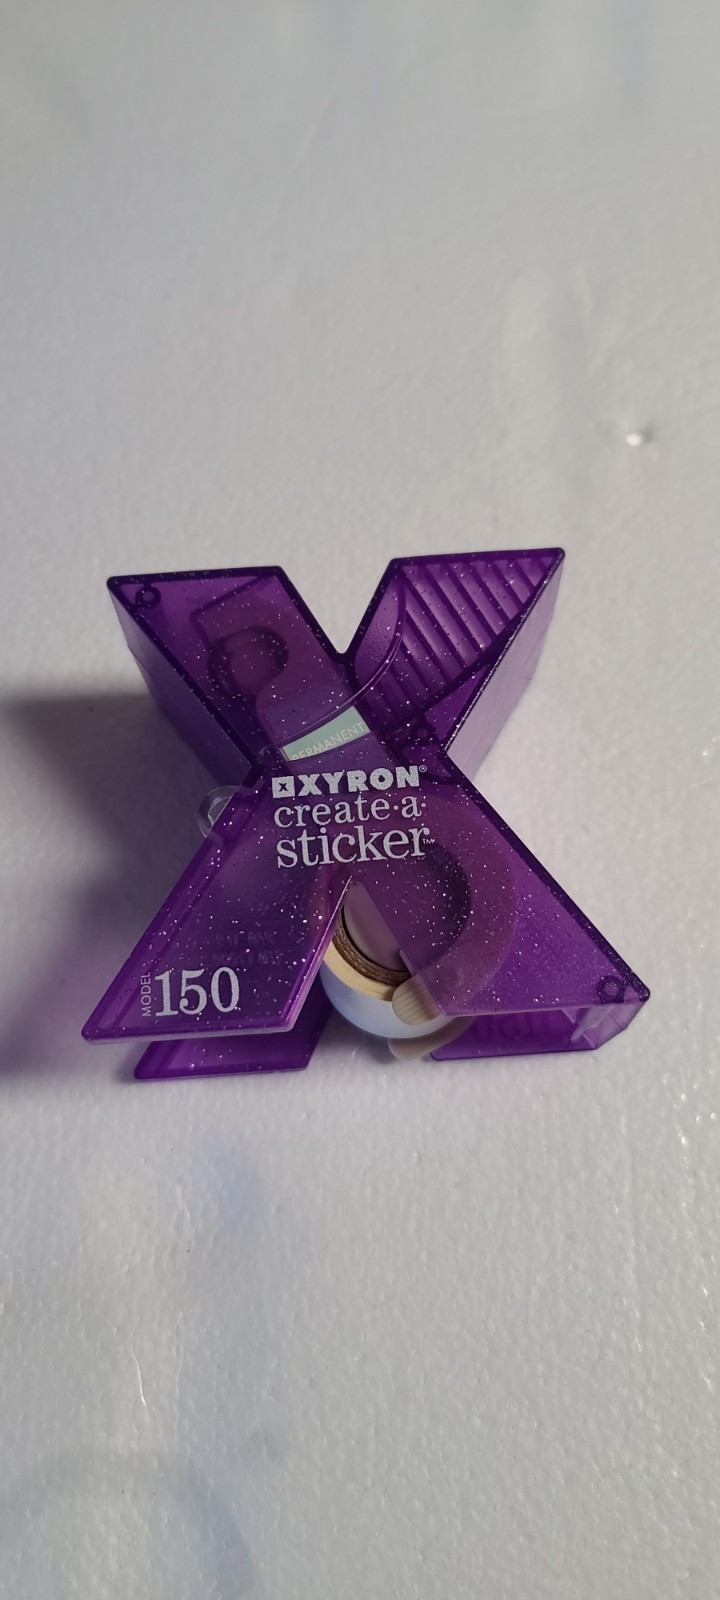 PERMANENT
XYRON®
create·a·
sticker™
MODEL 150